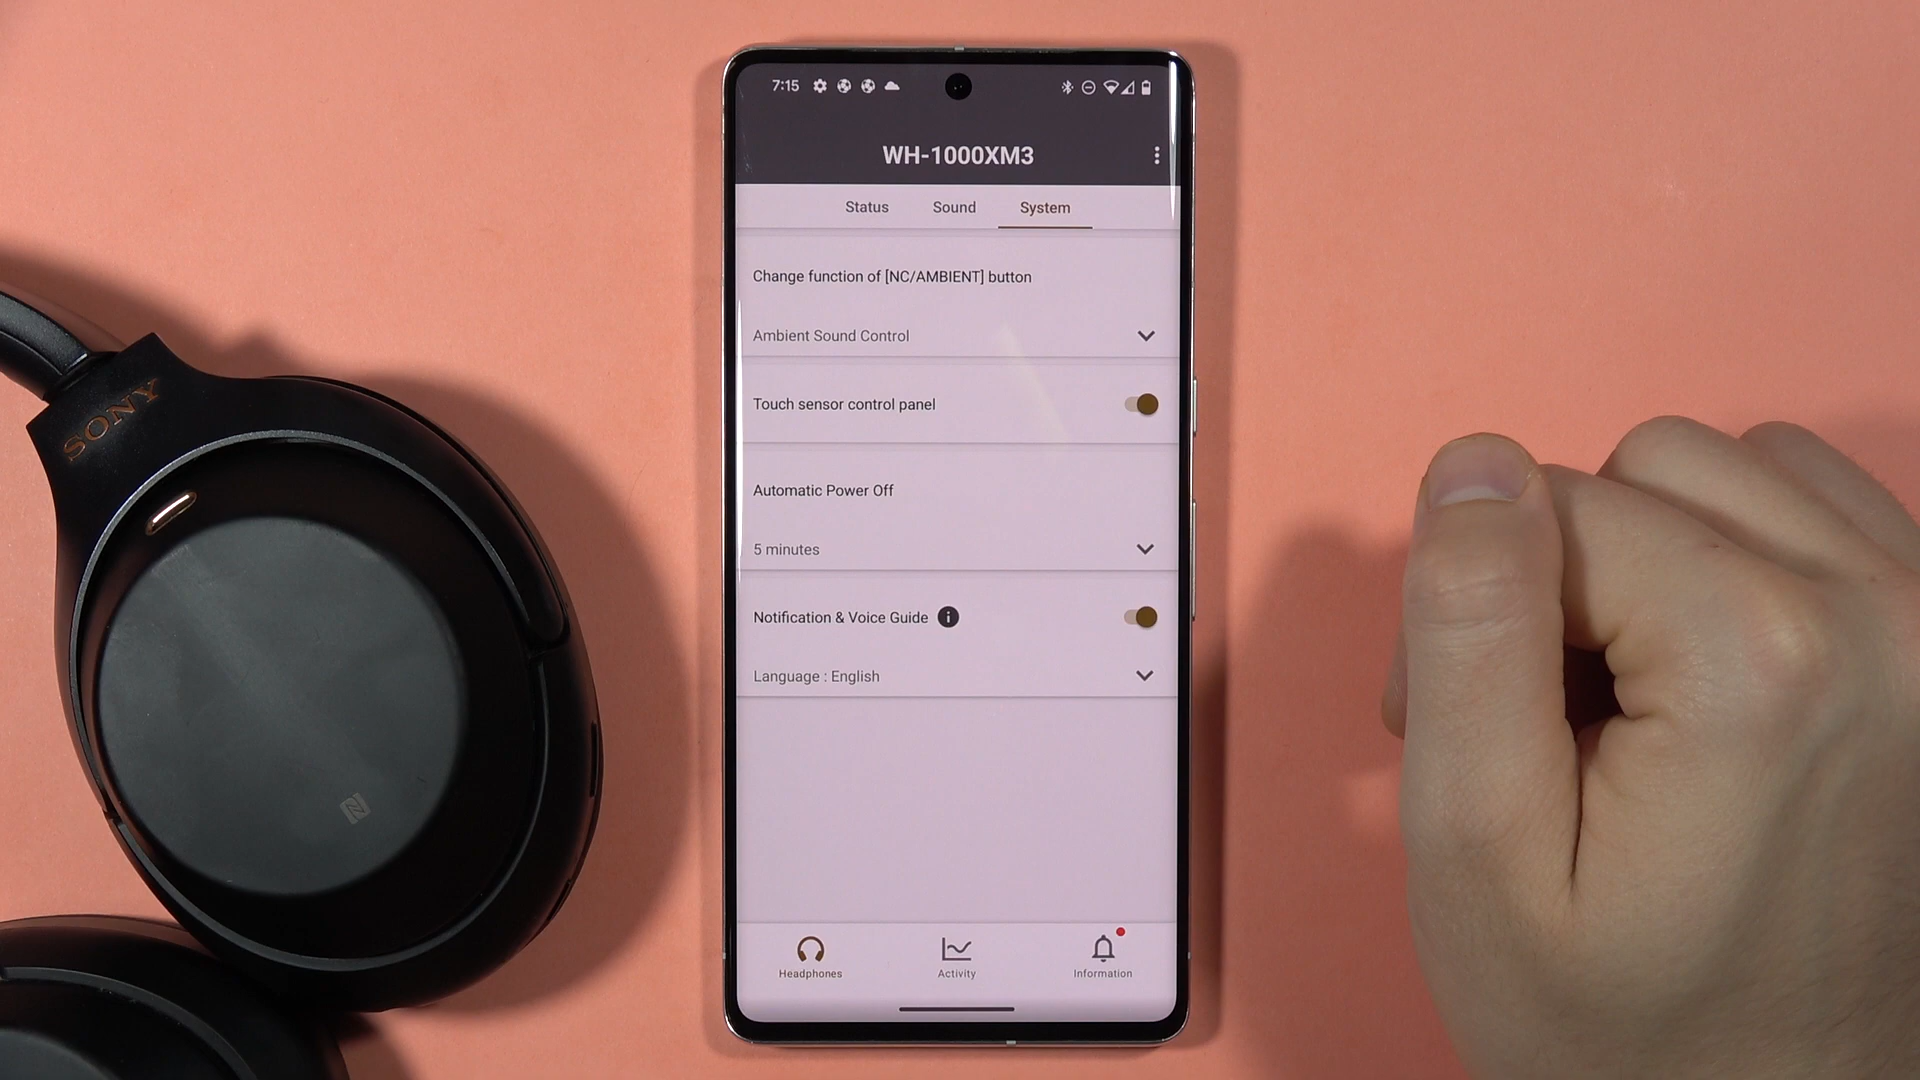 7:15
WH-1000XM3
Status Sound System
Change function of [NC/AMBIENT] button
Ambient Sound Control
Touch sensor control panel
Automatic Power Off
5 minutes
Notification & Voice Guide i
Language : English
Headphones Activity Information
SONY